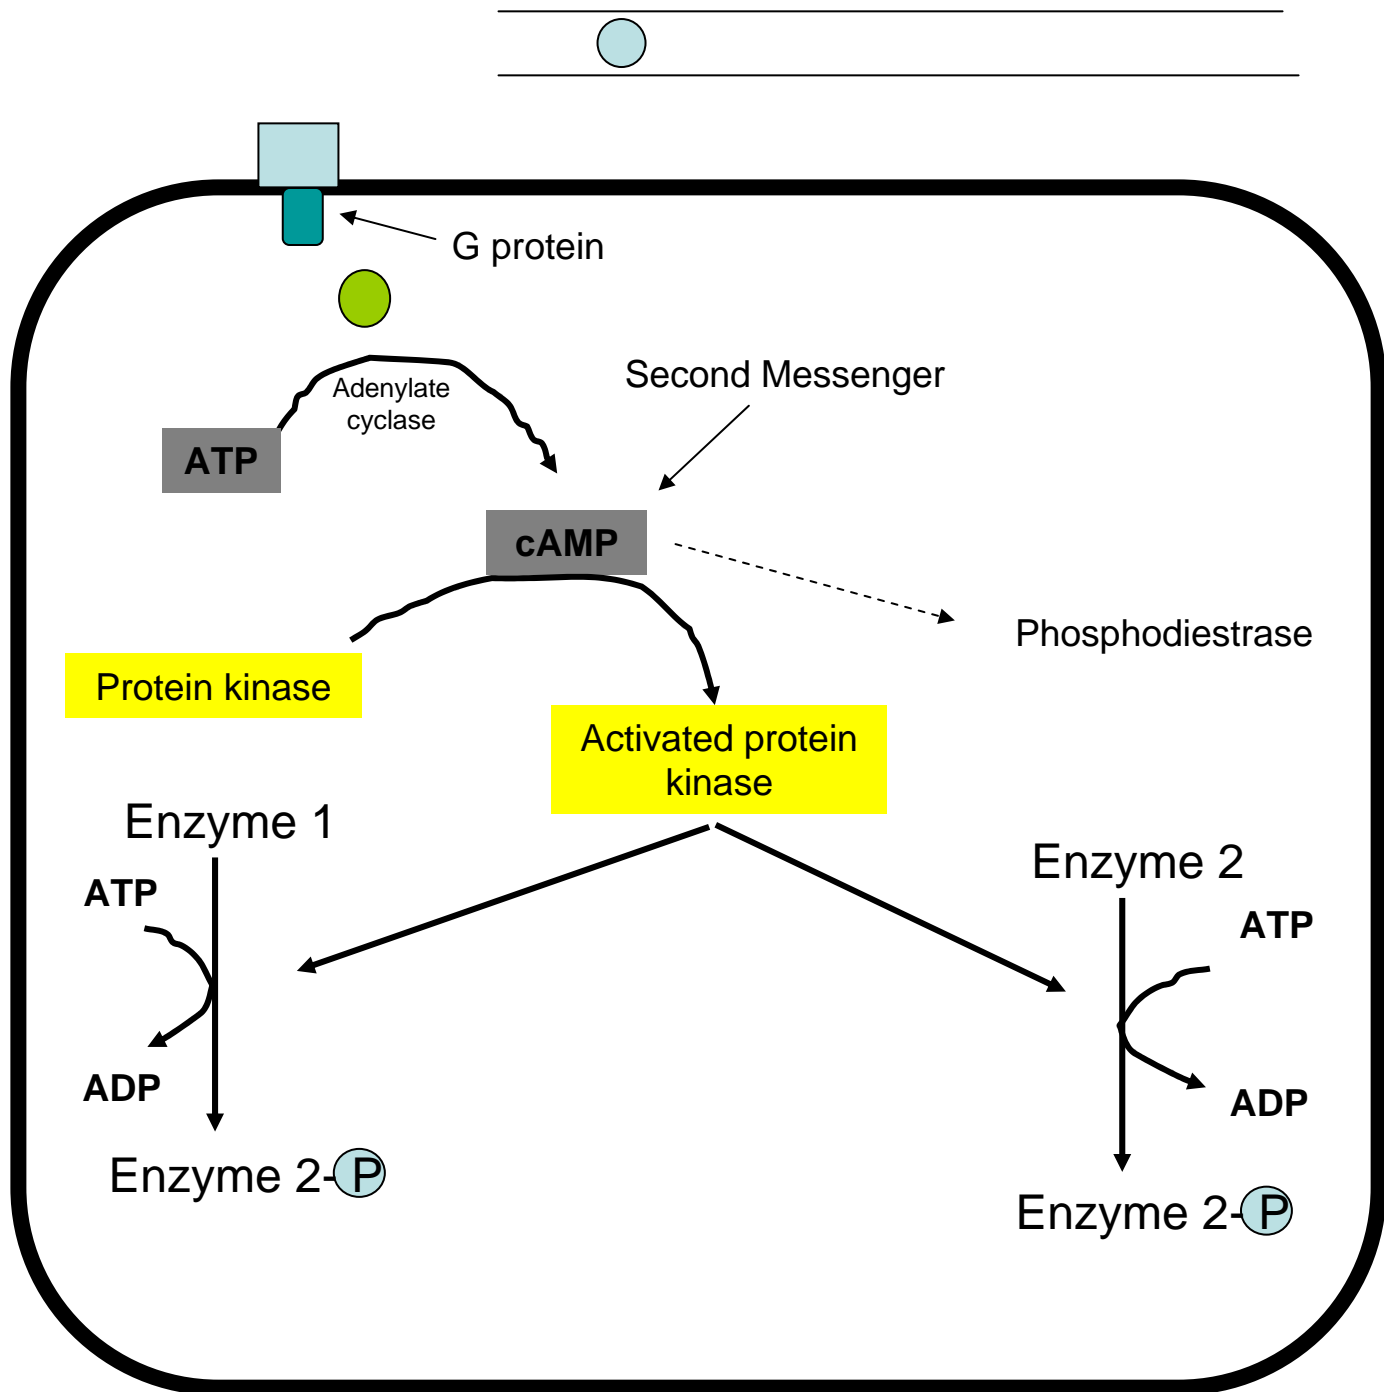 G protein
Adenylate
cyclase
Second Messenger
ATP
cAMP
Phosphodiestrase
Protein kinase
Activated protein
kinase
Enzyme 1
Enzyme 2
ATP
ATP
ADP
ADP
Enzyme 2- P
Enzyme 2- P